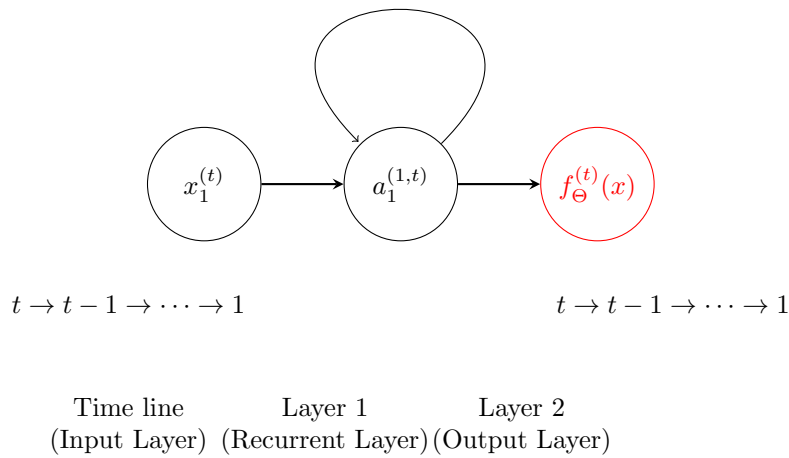 x_1^{(t)} a_1^{(1,t)} f_Θ^{(t)}(x)
t → t − 1 → ⋯ → 1 t → t − 1 → ⋯ → 1
Time line Layer 1 Layer 2
(Input Layer) (Recurrent Layer) (Output Layer)